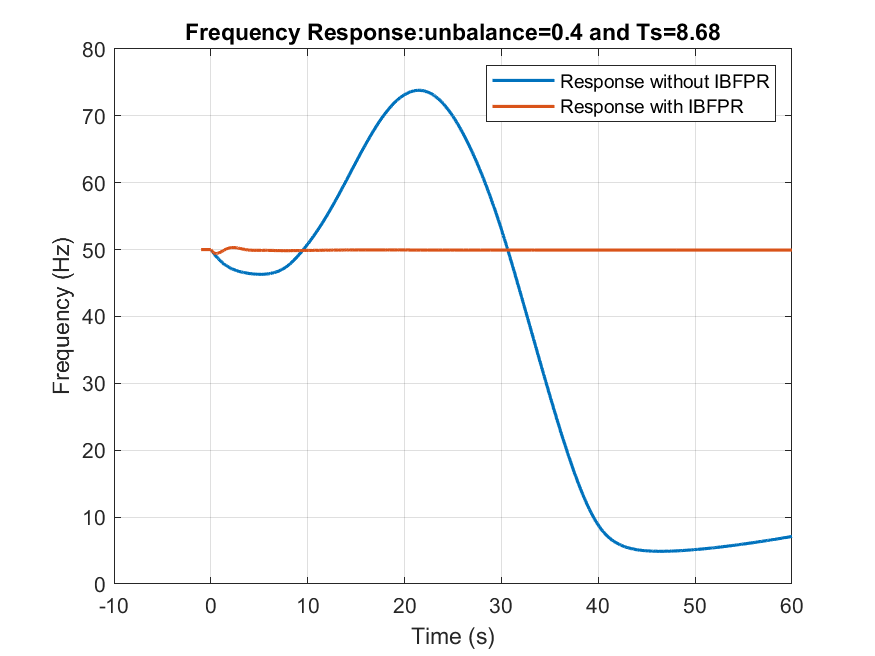 Frequency Response:unbalance=0.4 and Ts=8.68
Response without IBFPR
Response with IBFPR
80
70
60
50
40
30
20
10
0
Frequency (Hz)
-10 0 10 20 30 40 50 60
Time (s)